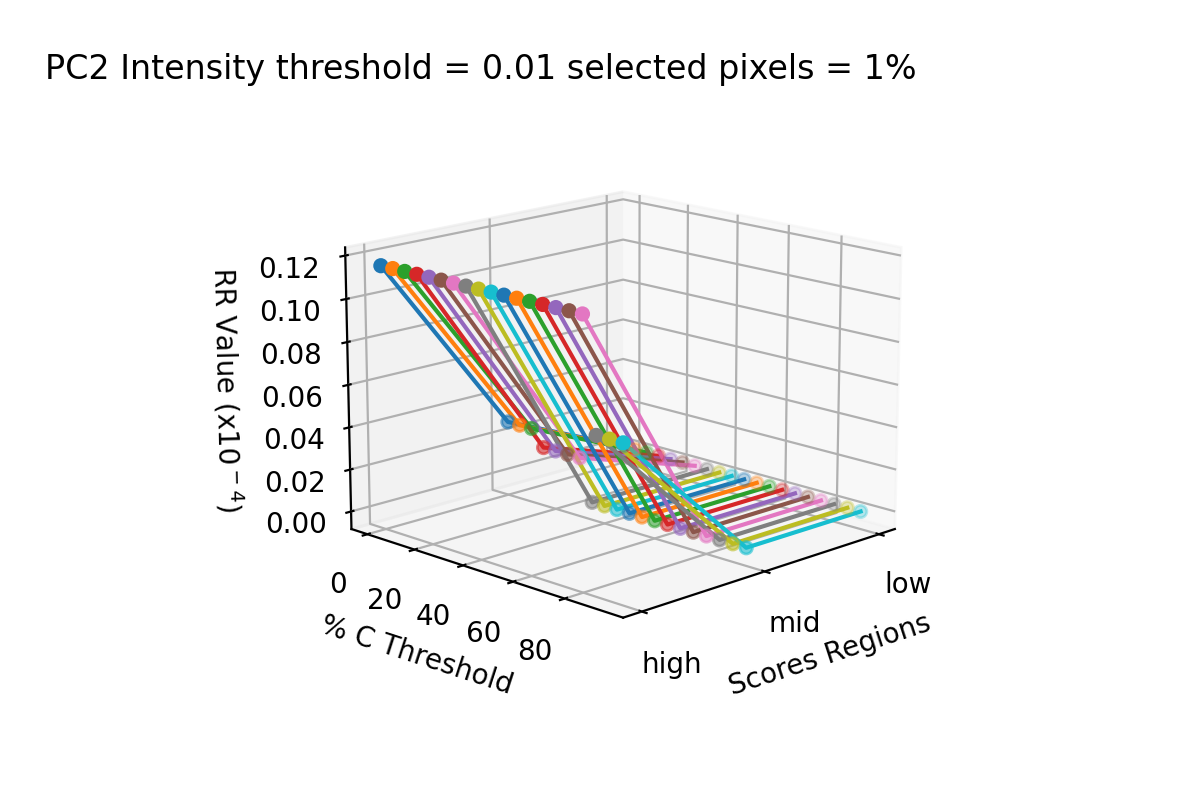 PC2 Intensity threshold = 0.01 selected pixels = 1%
RR Value (x10⁻⁴)
0.12
0.10
0.08
0.06
0.04
0.02
0.00
0
20
40
60
80
% C Threshold
high
mid
low
Scores Regions